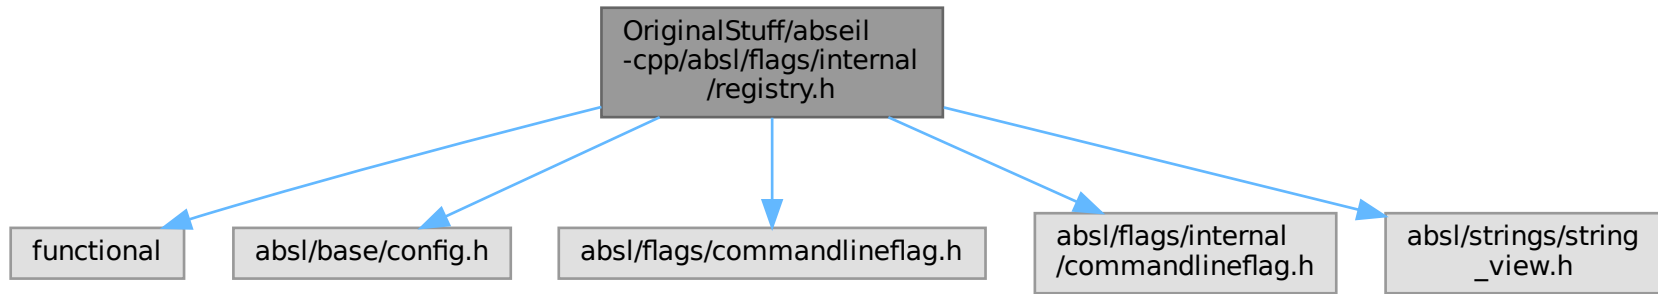 OriginalStuff/abseil
-cpp/absl/flags/internal
/registry.h
functional
absl/base/config.h
absl/flags/commandlineflag.h
absl/flags/internal
/commandlineflag.h
absl/strings/string
_view.h